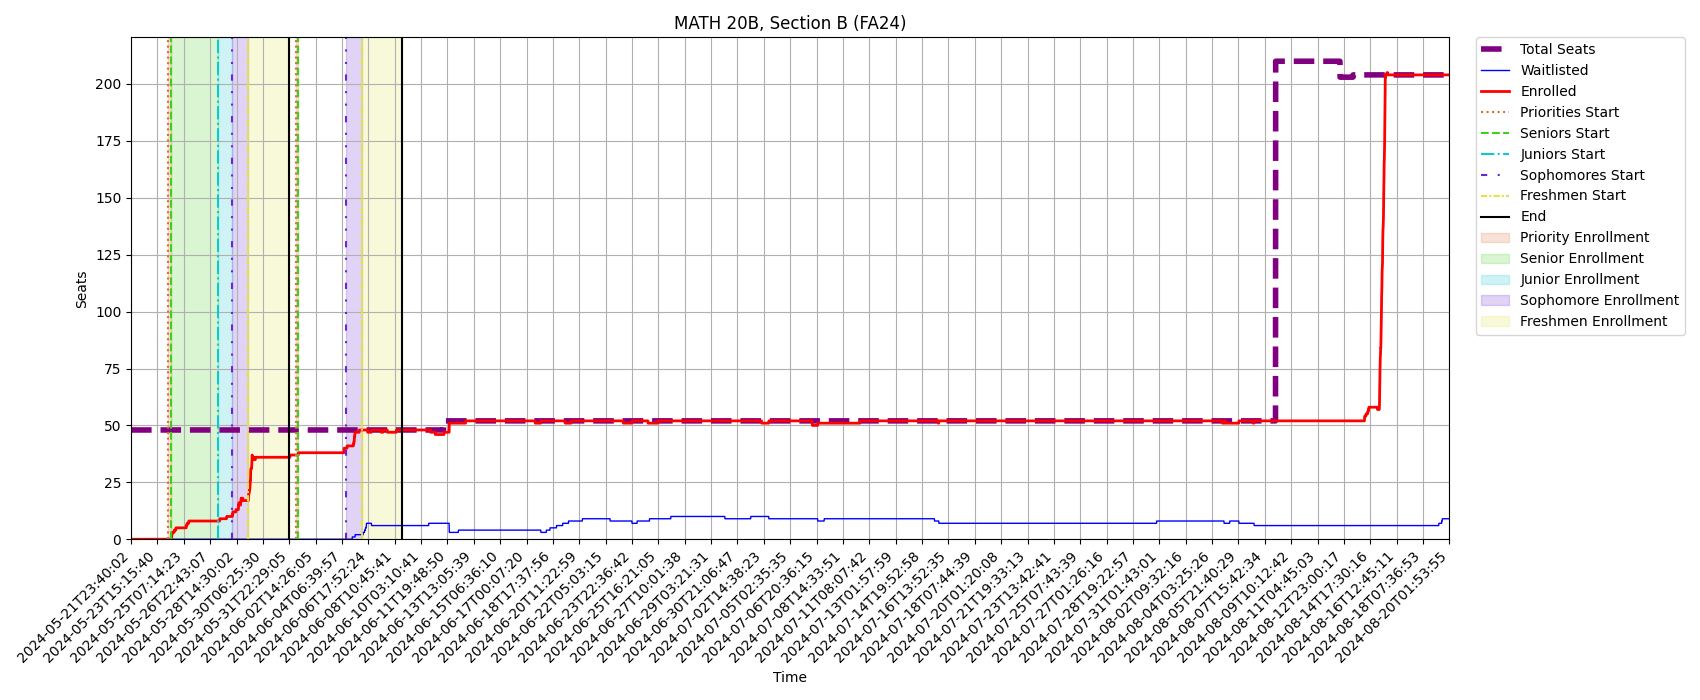 MATH 20B, Section B (FA24)
Seats
200
175
150
125
100
75
50
25
0
2024-05-21T23:40:02
2024-05-23T15:15:40
2024-05-25T07:14:23
2024-05-26T22:43:07
2024-05-28T14:30:02
2024-05-30T06:25:30
2024-05-31T22:29:05
2024-06-02T14:26:05
2024-06-04T06:39:57
2024-06-06T17:52:24
2024-06-08T10:45:41
2024-06-10T03:10:41
2024-06-11T19:48:50
2024-06-13T13:05:39
2024-06-15T06:36:10
2024-06-17T00:07:20
2024-06-18T17:37:56
2024-06-20T11:22:59
2024-06-22T05:03:15
2024-06-23T22:36:42
2024-06-25T16:21:05
2024-06-27T10:01:38
2024-06-29T03:21:31
2024-06-30T21:06:47
2024-07-02T14:38:23
2024-07-05T02:35:35
2024-07-06T20:36:15
2024-07-08T14:33:51
2024-07-11T08:07:42
2024-07-13T01:57:59
2024-07-14T19:52:58
2024-07-16T13:52:35
2024-07-18T07:44:39
2024-07-20T01:20:08
2024-07-21T19:33:13
2024-07-23T13:42:41
2024-07-25T07:43:39
2024-07-27T01:26:16
2024-07-28T19:22:57
2024-07-31T01:43:01
2024-08-02T09:32:16
2024-08-04T03:25:26
2024-08-05T21:40:29
2024-08-07T15:42:34
2024-08-09T10:12:42
2024-08-11T04:45:03
2024-08-12T23:00:17
2024-08-14T17:30:16
2024-08-16T12:45:11
2024-08-18T07:36:53
2024-08-20T01:53:55
Time
Total Seats
Waitlisted
Enrolled
Priorities Start
Seniors Start
Juniors Start
Sophomores Start
Freshmen Start
End
Priority Enrollment
Senior Enrollment
Junior Enrollment
Sophomore Enrollment
Freshmen Enrollment